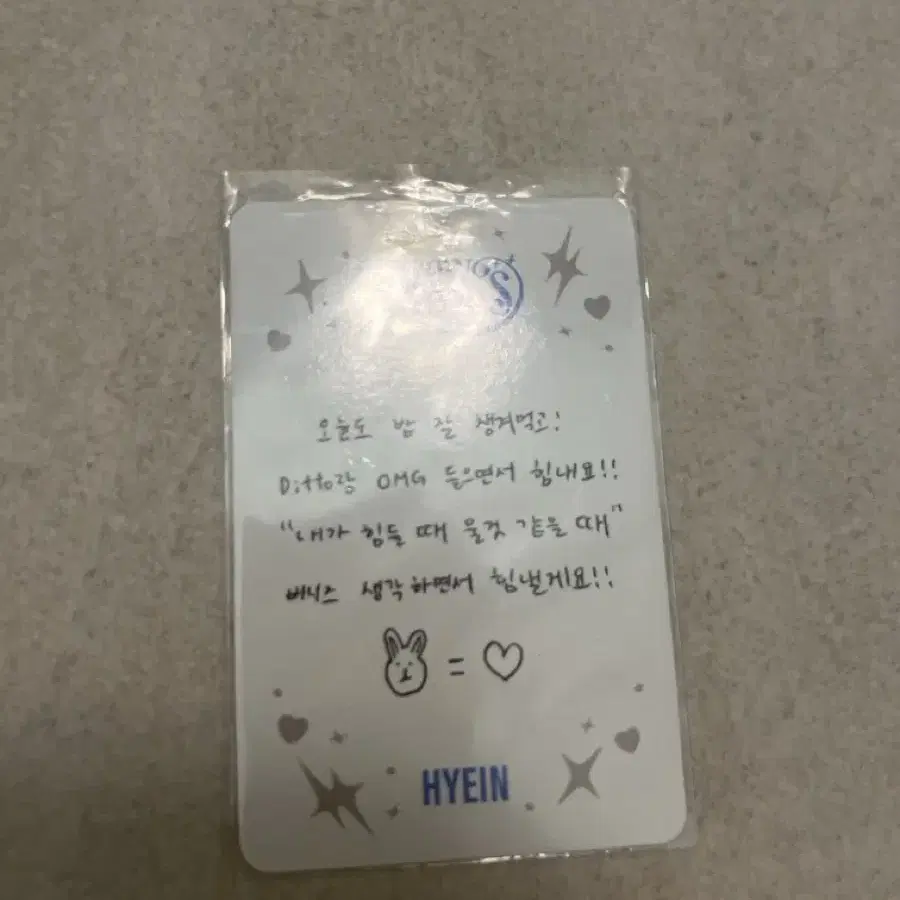 오늘도 밥 잘 챙겨먹고!
Ditto랑 OMG 들으면서 힘내요!!
"내가 힘들 때 울것 같을 때"
버니즈 생각하면서 힘낼게요!!
=
HYEIN